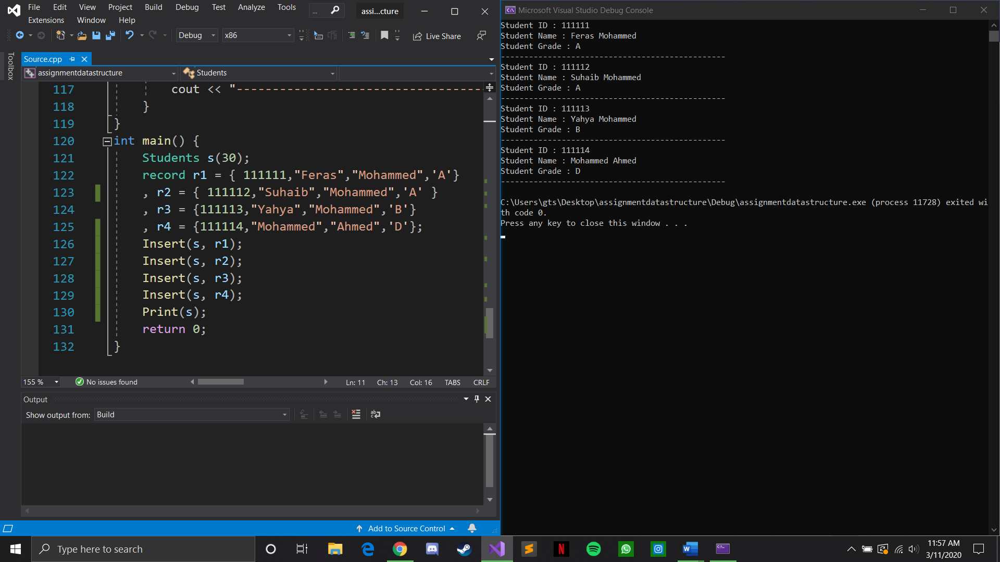 File Edit View Project Build Debug Test Analyze Tools ... assi...cture
Extensions Window Help
Debug x86 Live Share
Toolbox
Source.cpp
assignmentdatastructure Students
117 cout << "----------------------------------
118 }
119 }
120 int main() {
121 Students s(30);
122 record r1 = { 111111,"Feras","Mohammed",'A'}
123 , r2 = { 111112,"Suhaib","Mohammed",'A' }
124 , r3 = {111113,"Yahya","Mohammed",'B'}
125 , r4 = {111114,"Mohammed","Ahmed",'D'};
126 Insert(s, r1);
127 Insert(s, r2);
128 Insert(s, r3);
129 Insert(s, r4);
130 Print(s);
131 return 0;
132 }
155 % No issues found Ln: 11 Ch: 13 Col: 16 TABS CRLF
Output
Show output from: Build
Add to Source Control
Microsoft Visual Studio Debug Console
Student ID : 111111
Student Name : Feras Mohammed
Student Grade : A
------------------------------------------------
Student ID : 111112
Student Name : Suhaib Mohammed
Student Grade : A
------------------------------------------------
Student ID : 111113
Student Name : Yahya Mohammed
Student Grade : B
------------------------------------------------
Student ID : 111114
Student Name : Mohammed Ahmed
Student Grade : D
------------------------------------------------
C:\Users\gts\Desktop\assignmentdatastructure\Debug\assignmentdatastructure.exe (process 11728) exited wi
th code 0.
Press any key to close this window . . .
Type here to search
11:57 AM
3/11/2020